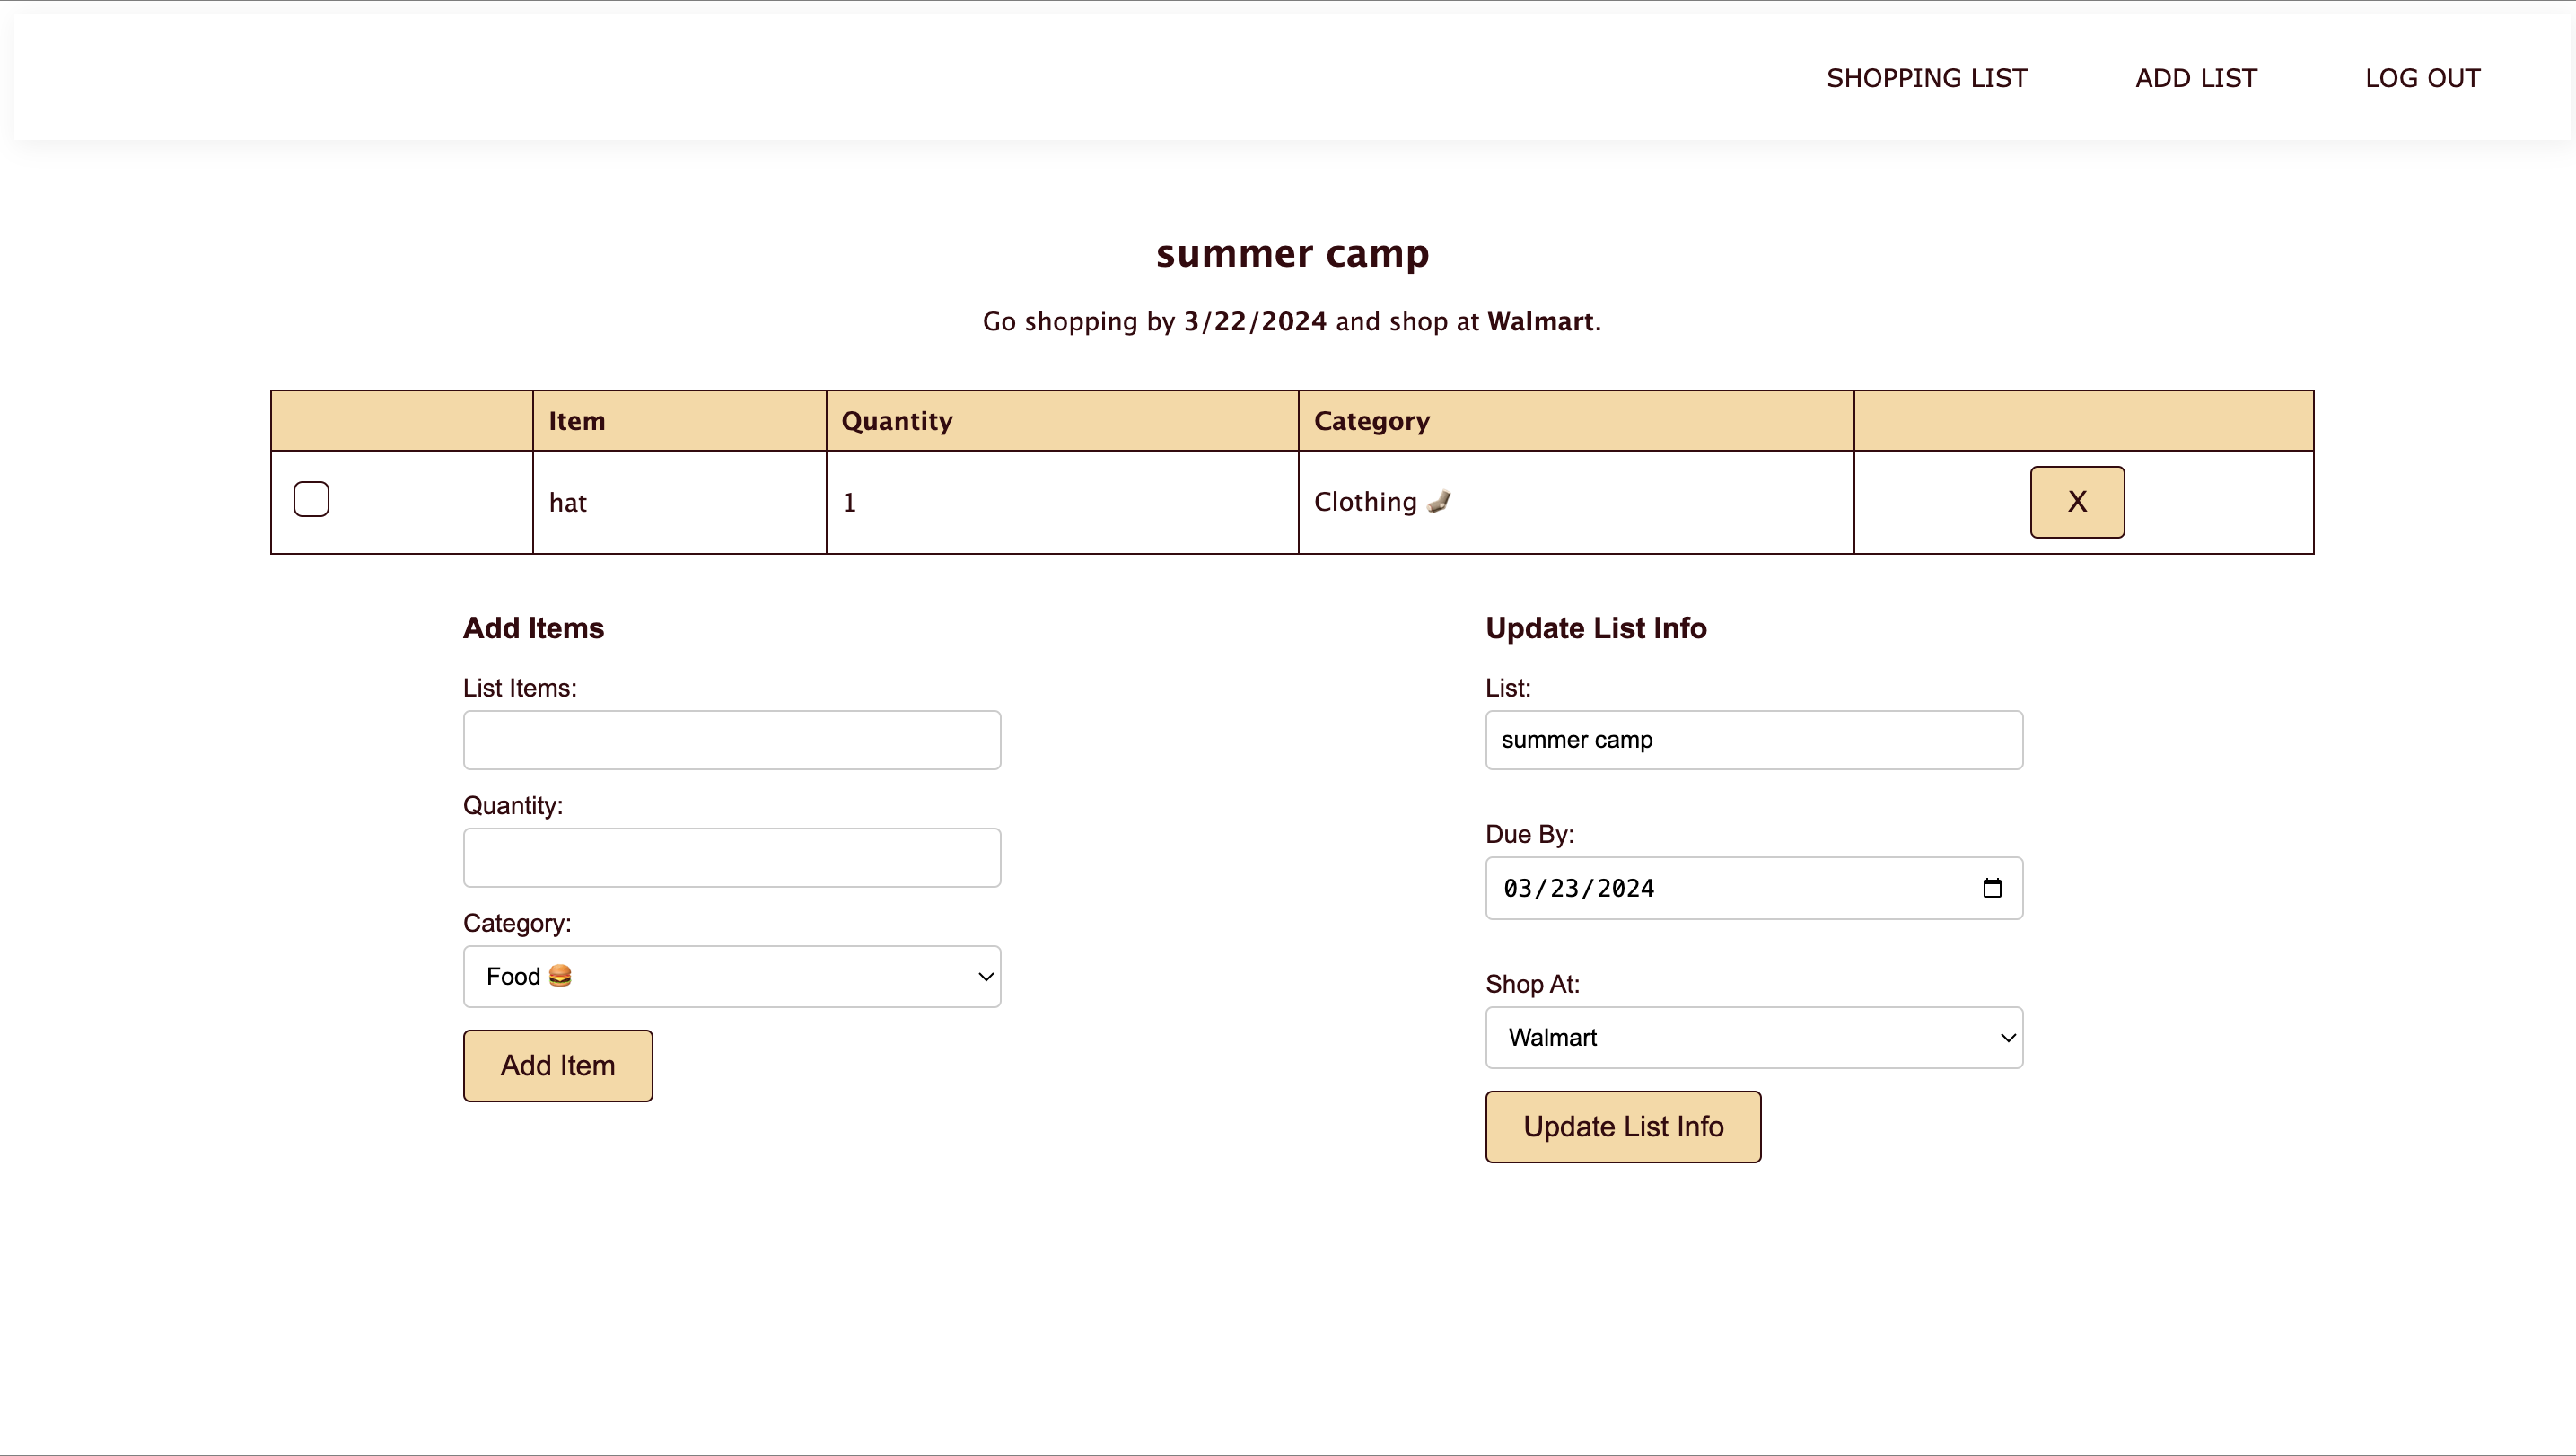 SHOPPING LIST ADD LIST LOG OUT
summer camp
Go shopping by 3/22/2024 and shop at Walmart.
Item Quantity Category
hat 1 Clothing 🧦 X
Add Items
List Items:
Quantity:
Category:
Food 🍔
Add Item
Update List Info
List:
summer camp
Due By:
03/23/2024
Shop At:
Walmart
Update List Info